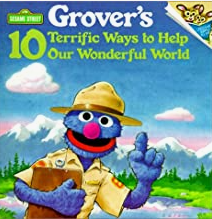 Grover's
SESAME STREET
10 Terrific Ways to Help
Our Wonderful World